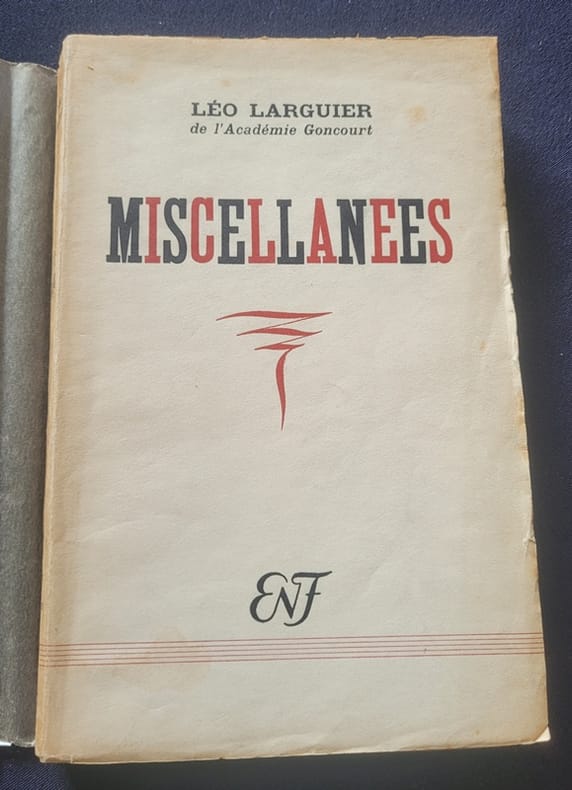 LÉO LARGUIER
de l'Académie Goncourt
MISCELLANEES
ENF